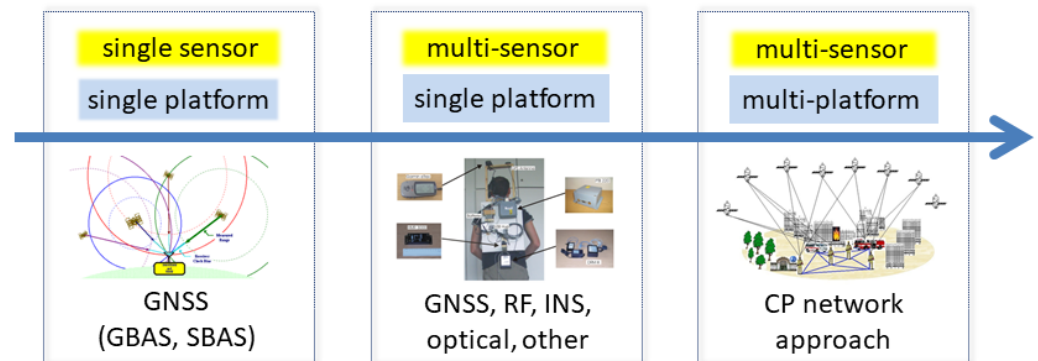 single sensor
single platform
GNSS
(GBAS, SBAS)
multi-sensor
single platform
GNSS, RF, INS,
optical, other
multi-sensor
multi-platform
CP network
approach